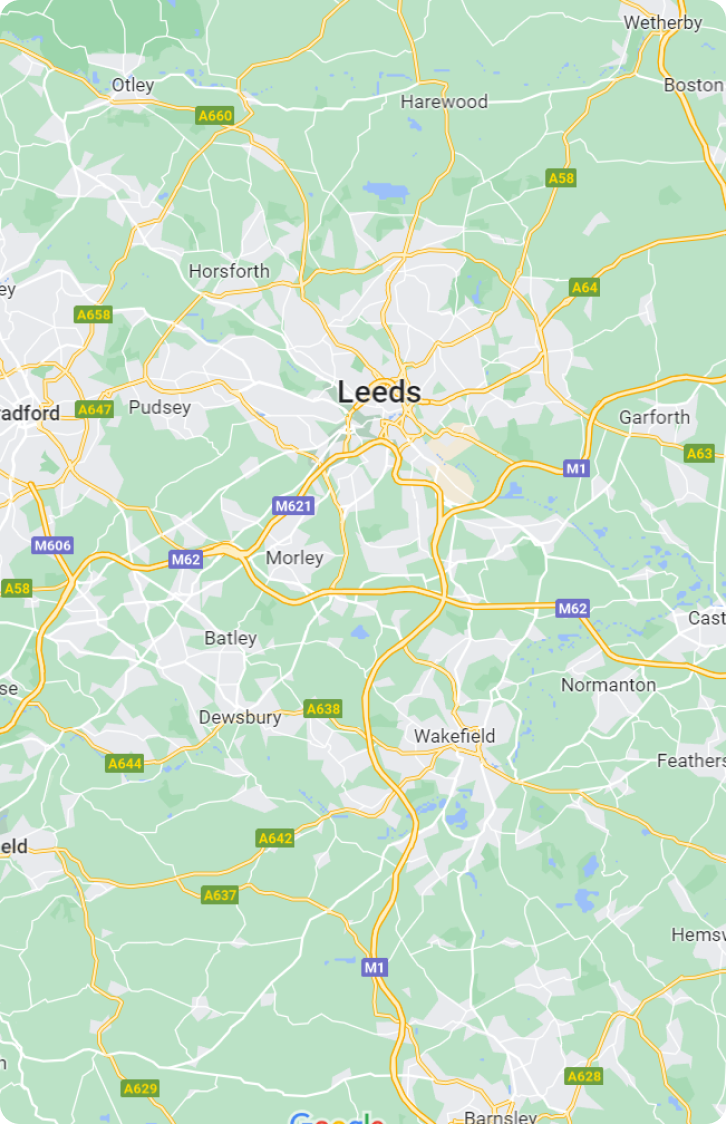 Wetherby
Otley
Boston
Harewood
A660
A58
Horsforth
ey
A64
A658
Leeds
adford
A647
Pudsey
Garforth
A63
M1
M621
M606
M62
Morley
A58
M62
Cast
Batley
se
Normanton
A638
Dewsbury
Wakefield
A644
Feathers
A642
eld
A637
Hemsw
M1
n
A628
A629
Barnsley
Google